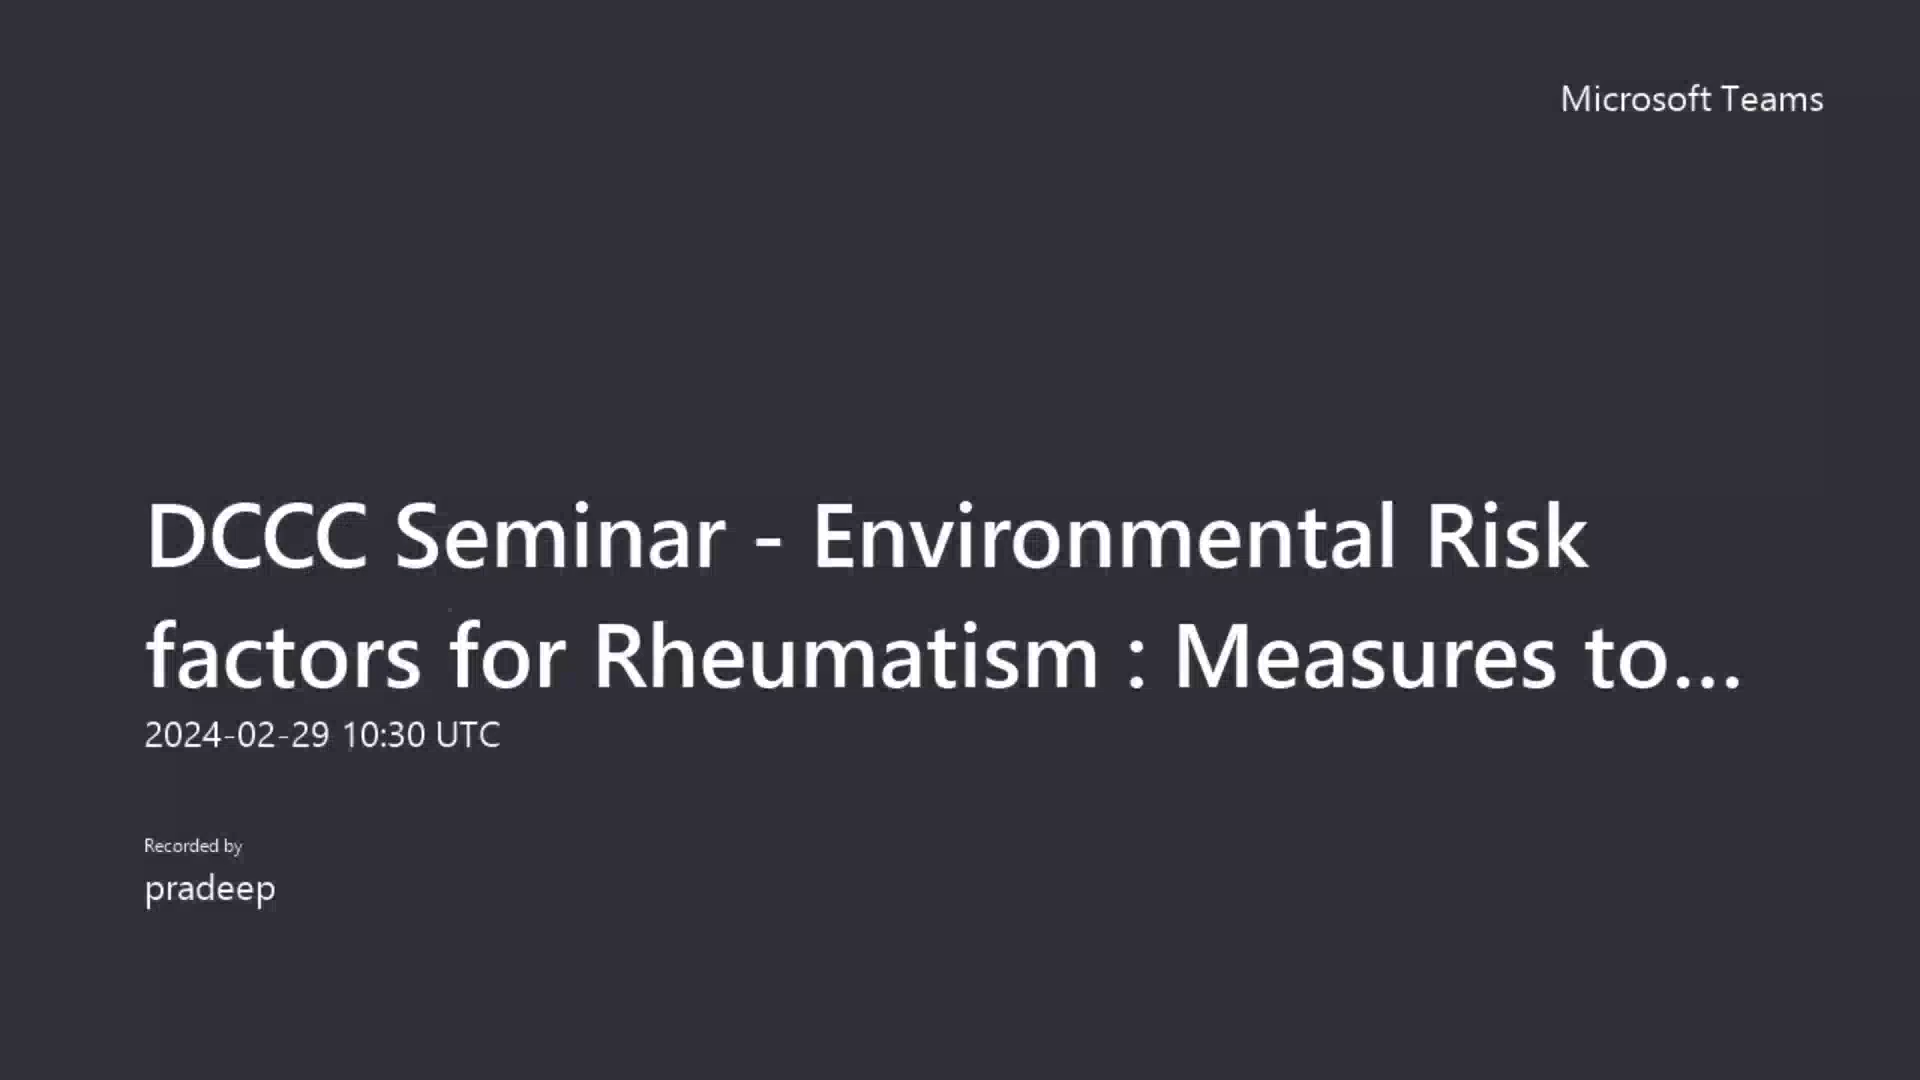 Microsoft Teams
DCCC Seminar - Environmental Risk
factors for Rheumatism : Measures to...
2024-02-29 10:30 UTC
Recorded by
pradeep